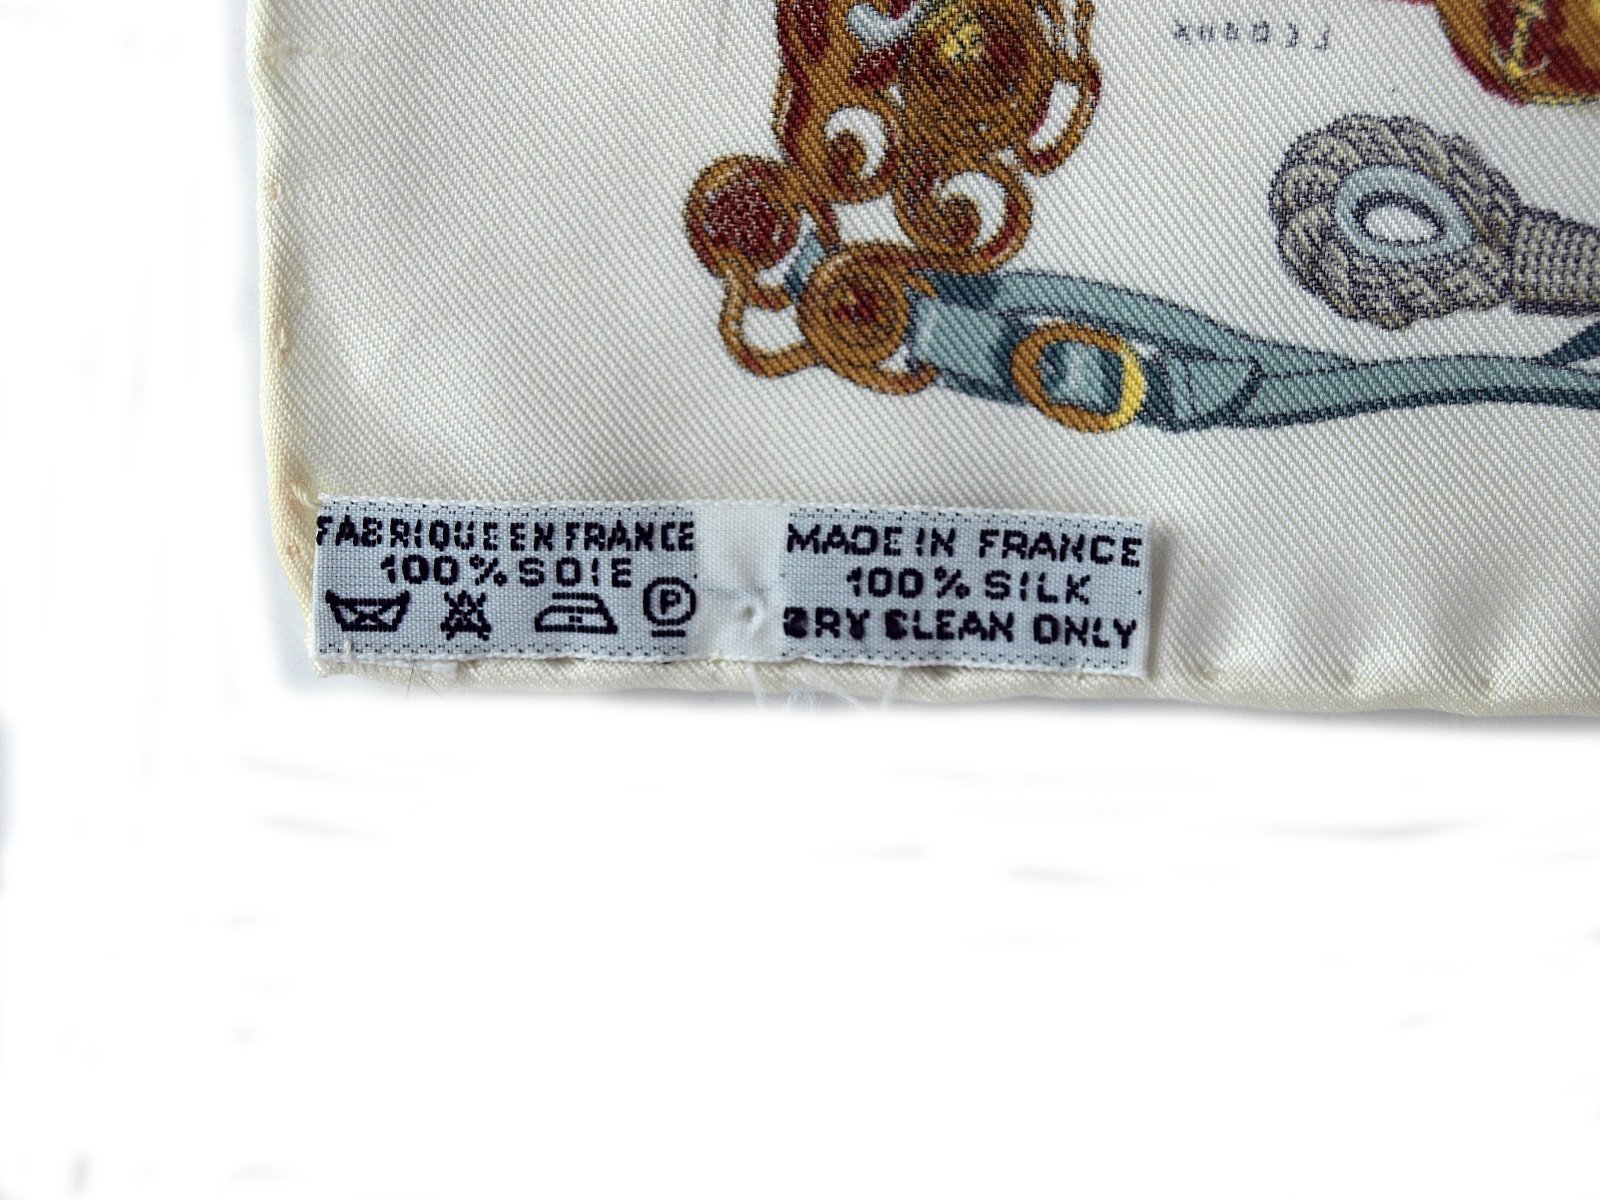 FABRIQUE EN FRANCE
100% SOIE
P
MADE IN FRANCE
100% SILK
DRY CLEAN ONLY